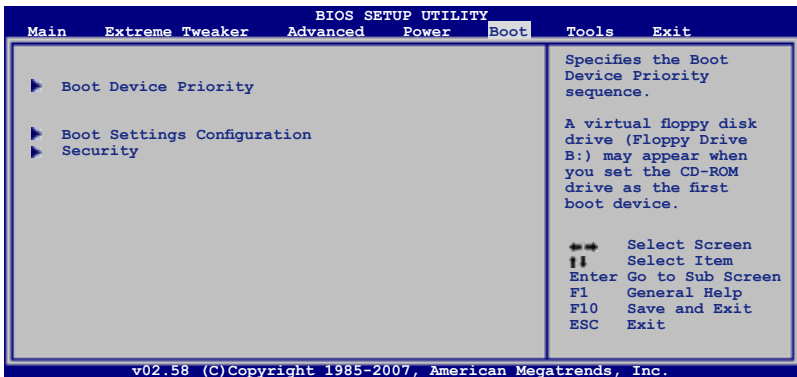 BIOS SETUP UTILITY
Main Extreme Tweaker Advanced Power Boot Tools Exit
Boot Device Priority
Boot Settings Configuration
Security
Specifies the Boot
Device Priority
sequence.
A virtual floppy disk
drive (Floppy Drive
B:) may appear when
you set the CD-ROM
drive as the first
boot device.
Select Screen
Select Item
Enter Go to Sub Screen
F1 General Help
F10 Save and Exit
ESC Exit
v02.58 (C)Copyright 1985-2007, American Megatrends, Inc.